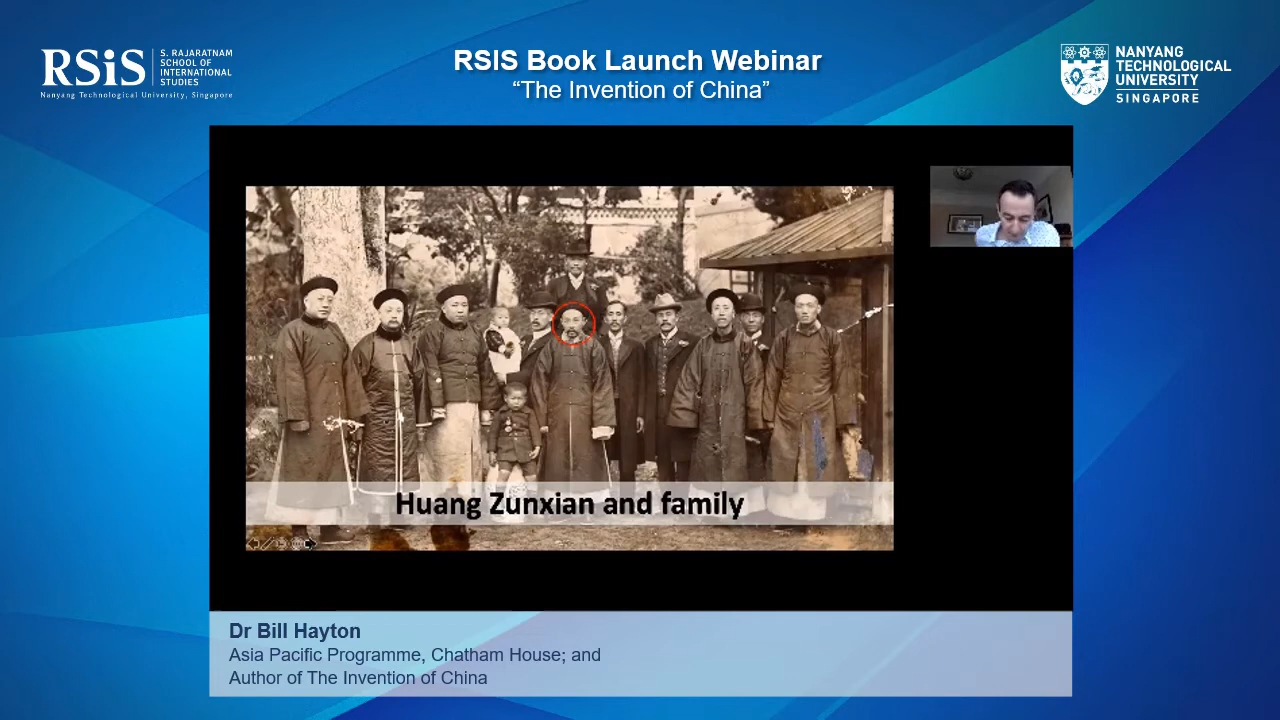 RSiS
S. RAJARATNAM
SCHOOL OF
INTERNATIONAL
STUDIES
Nanyang Technological University, Singapore
RSIS Book Launch Webinar
“The Invention of China”
NANYANG
TECHNOLOGICAL
UNIVERSITY
SINGAPORE
Huang Zunxian and family
Dr Bill Hayton
Asia Pacific Programme, Chatham House; and
Author of The Invention of China